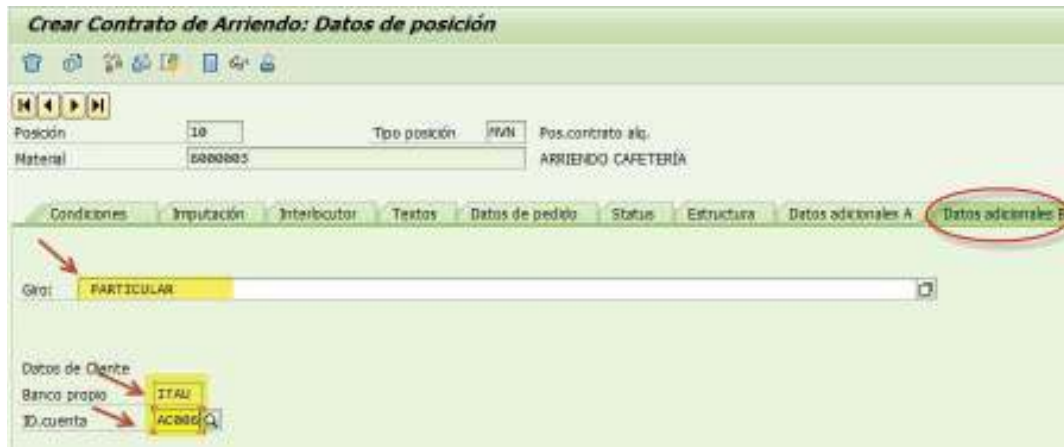 Crear Contrato de Arriendo: Datos de posición
Posición 10 Tipo posición MVN Pos.contrato alq.
Material 6000003 ARRIENDO CAFETERÍA
Condiciones Imputación Interlocutor Textos Datos de pedido Status Estructura Datos adicionales A Datos adicionales B
Giro: PARTICULAR
Datos de Cliente
Banco propio ITAU
ID.cuenta AC006